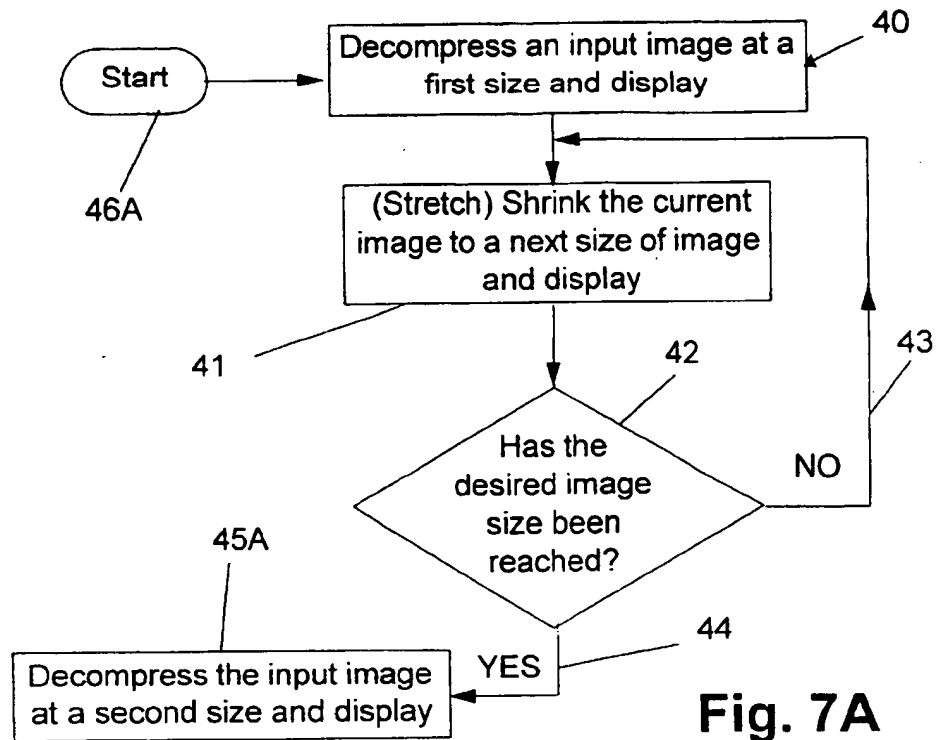 Start
46A
Decompress an input image at a
first size and display
40
(Stretch) Shrink the current
image to a next size of image
and display
41
42
43
Has the
desired image
size been
reached?
NO
45A
44
YES
Decompress the input image
at a second size and display
Fig. 7A